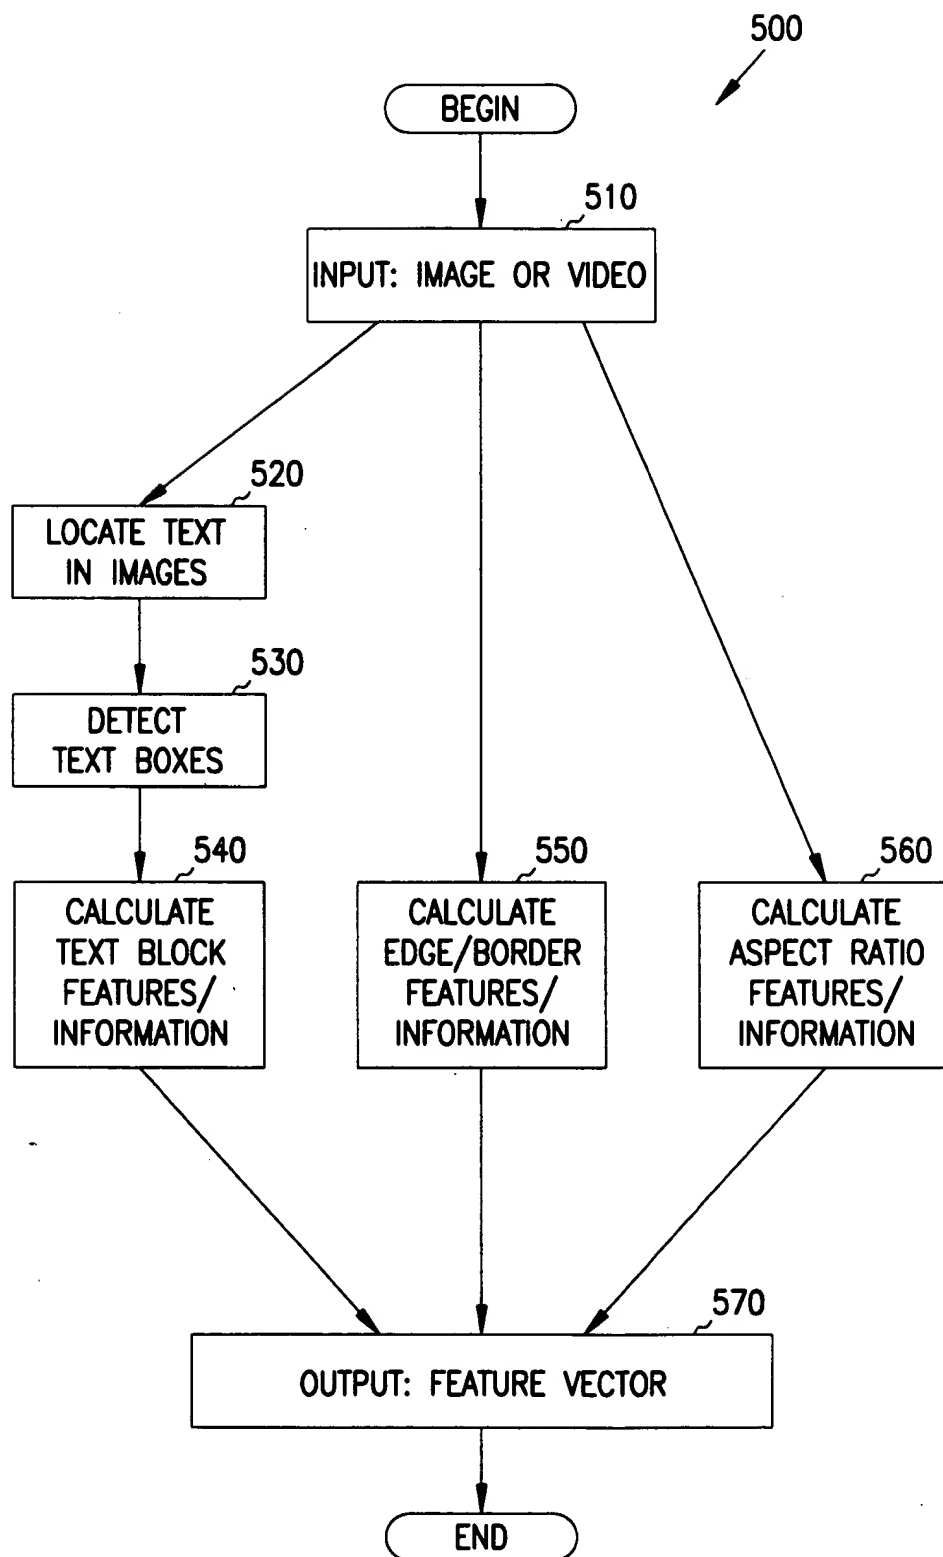 500
BEGIN
510
INPUT: IMAGE OR VIDEO
520
LOCATE TEXT
IN IMAGES
530
DETECT
TEXT BOXES
540
CALCULATE
TEXT BLOCK
FEATURES/
INFORMATION
550
CALCULATE
EDGE/BORDER
FEATURES/
INFORMATION
560
CALCULATE
ASPECT RATIO
FEATURES/
INFORMATION
570
OUTPUT: FEATURE VECTOR
END